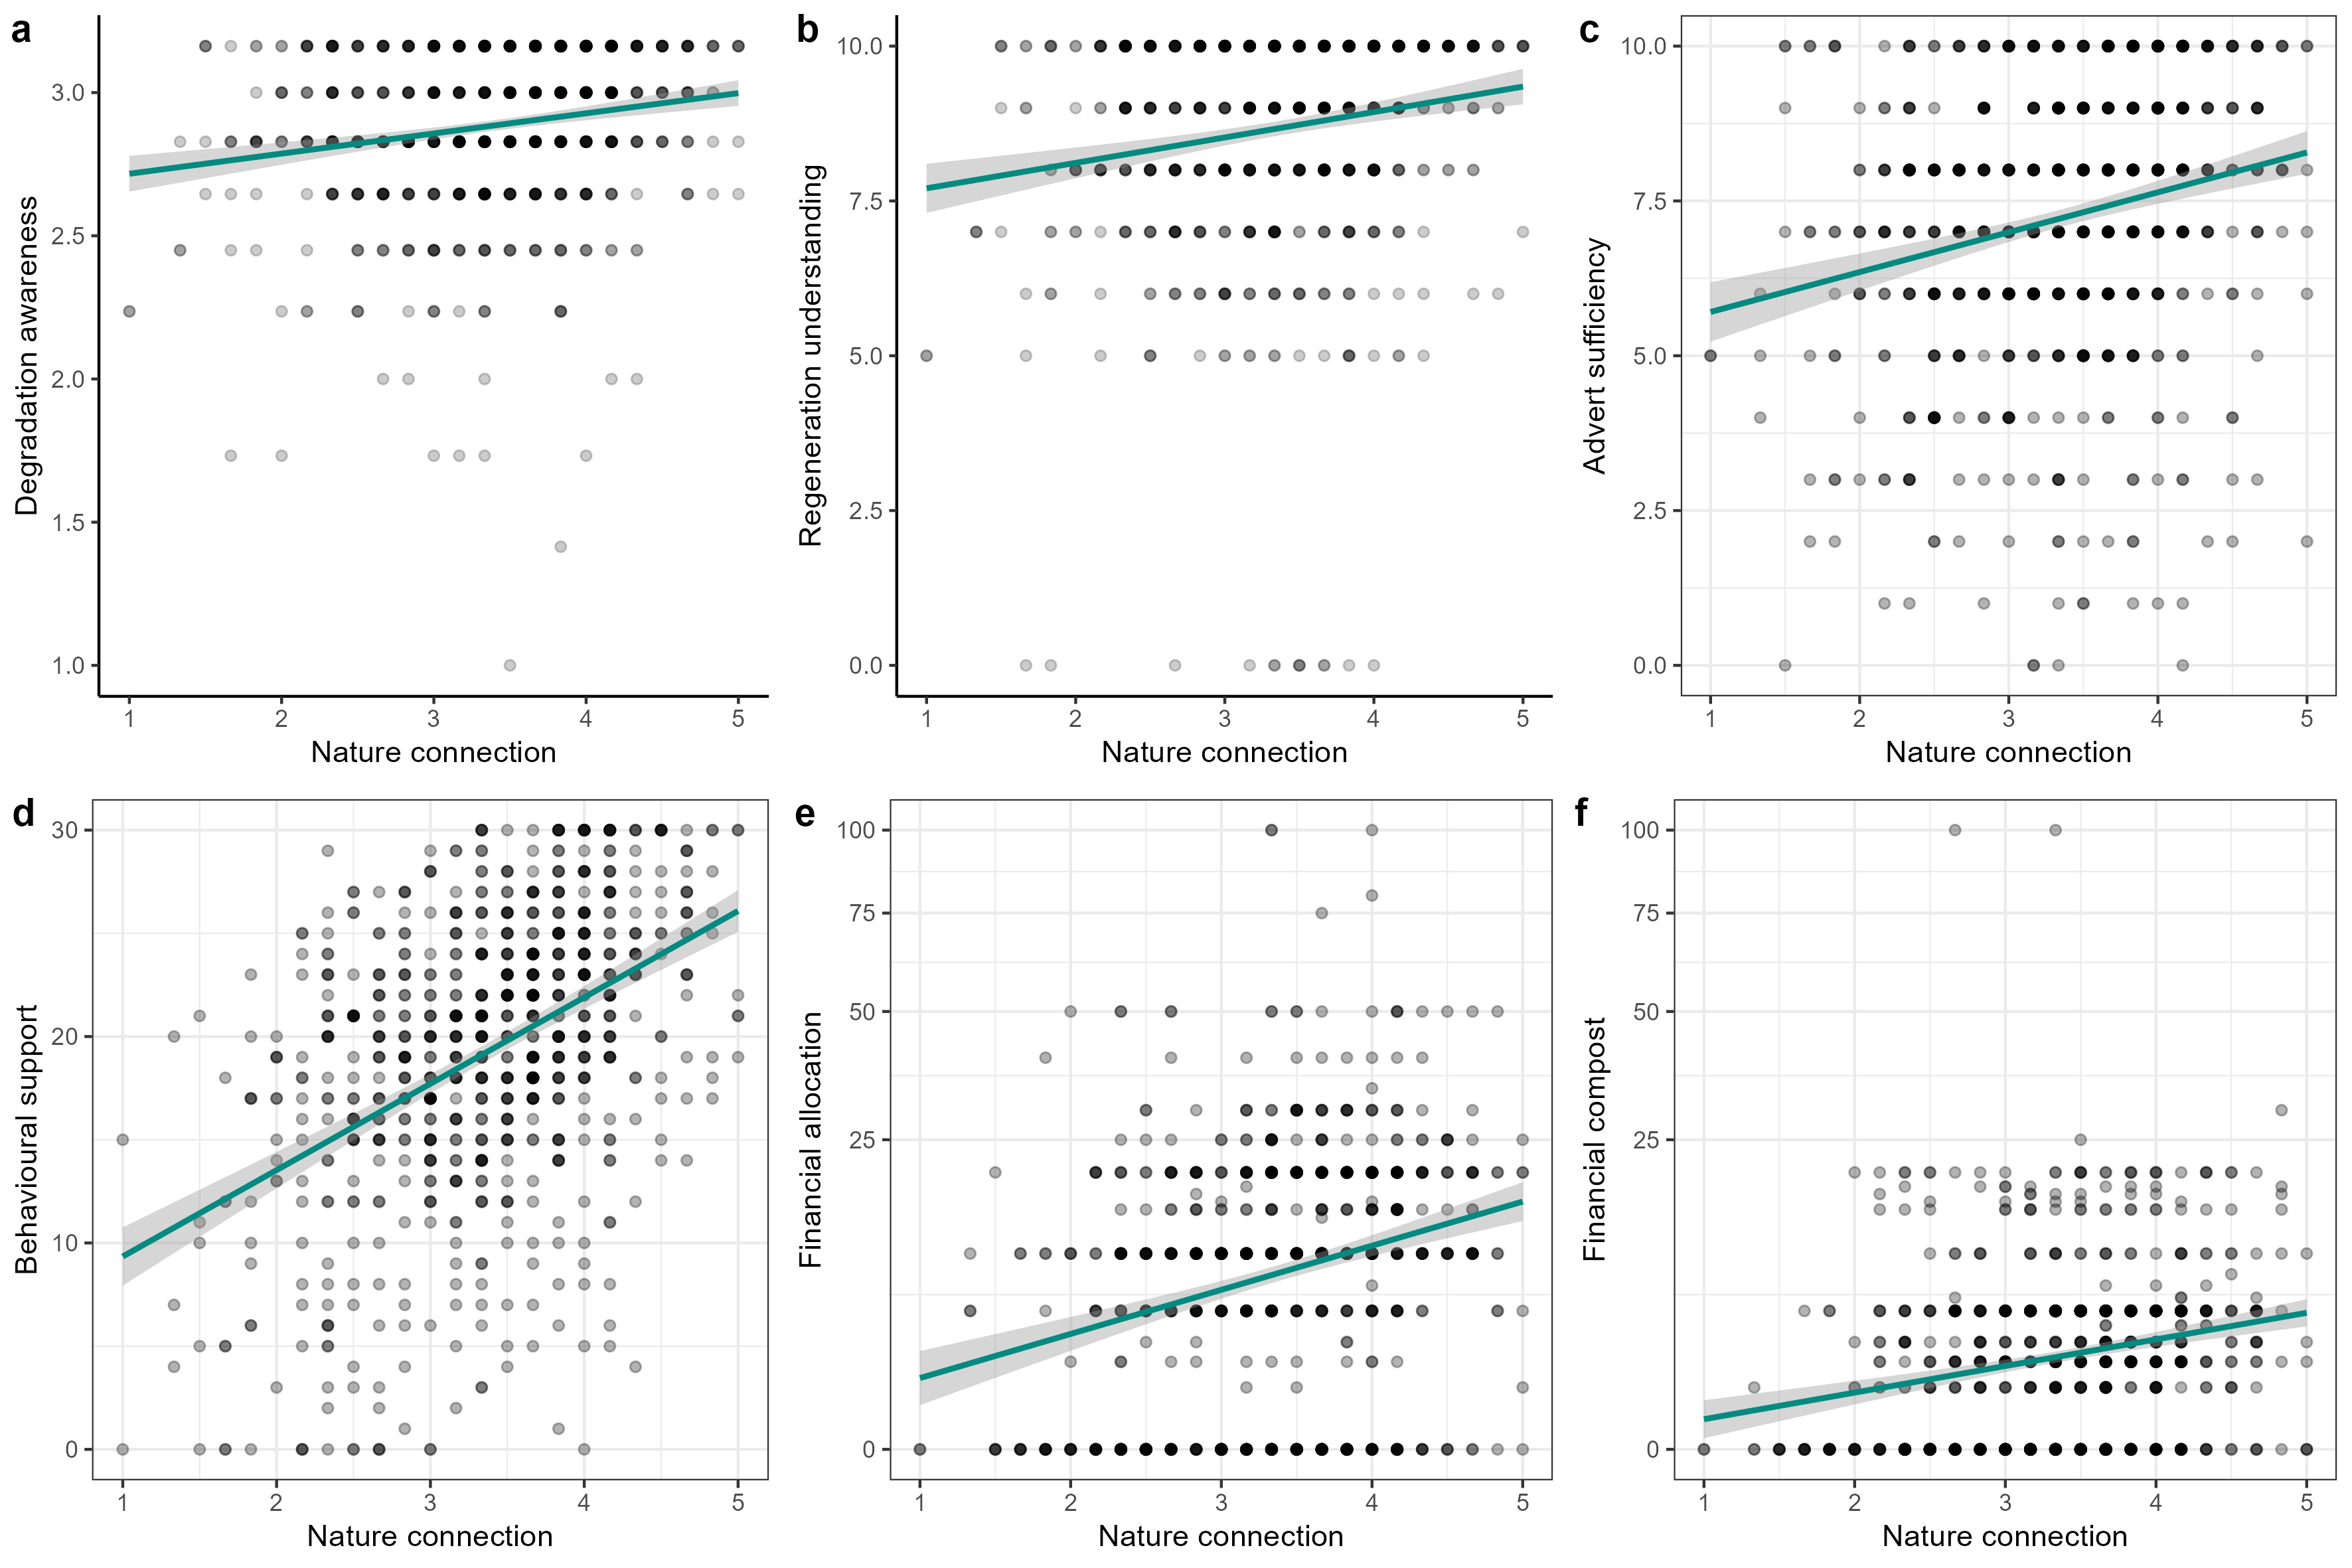 a
Degradation awareness
3.0
2.5
2.0
1.5
1.0
1 2 3 4 5
Nature connection
b
Regeneration understanding
10.0
7.5
5.0
2.5
0.0
1 2 3 4 5
Nature connection
c
Advert sufficiency
10.0
7.5
5.0
2.5
0.0
1 2 3 4 5
Nature connection
d
Behavioural support
30
20
10
0
1 2 3 4 5
Nature connection
e
Financial allocation
100
75
50
25
0
1 2 3 4 5
Nature connection
f
Financial compost
100
75
50
25
0
1 2 3 4 5
Nature connection